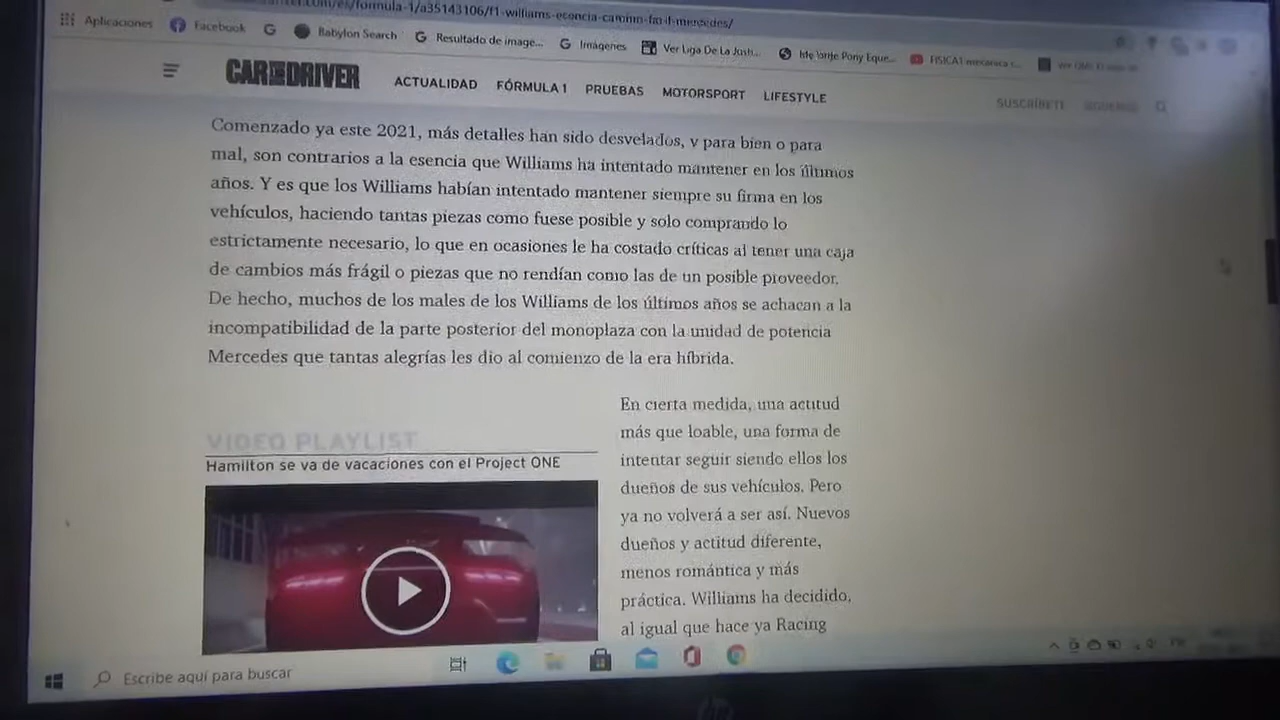 Aplicaciones Facebook Babylon Search Resultado de image... Imágenes Ver Liga De La Justi... FISICA1 mecanica
CAR AND DRIVER ACTUALIDAD FÓRMULA 1 PRUEBAS MOTORSPORT LIFESTYLE SUSCRÍBETE
Comenzado ya este 2021, más detalles han sido desvelados, y para bien o para
mal, son contrarios a la esencia que Williams ha intentado mantener en los últimos
años. Y es que los Williams habían intentado mantener siempre su firma en los
vehículos, haciendo tantas piezas como fuese posible y solo comprando lo
estrictamente necesario, lo que en ocasiones le ha costado críticas al tener una caja
de cambios más frágil o piezas que no rendían como las de un posible proveedor.
De hecho, muchos de los males de los Williams de los últimos años se achacan a la
incompatibilidad de la parte posterior del monoplaza con la unidad de potencia
Mercedes que tantas alegrías les dio al comienzo de la era híbrida.
VIDEO PLAYLIST
Hamilton se va de vacaciones con el Project ONE
En cierta medida, una actitud
más que loable, una forma de
intentar seguir siendo ellos los
dueños de sus vehículos. Pero
ya no volverá a ser así. Nuevos
dueños y actitud diferente,
menos romántica y más
práctica. Williams ha decidido,
al igual que hace ya Racing
Escribe aquí para buscar
hp